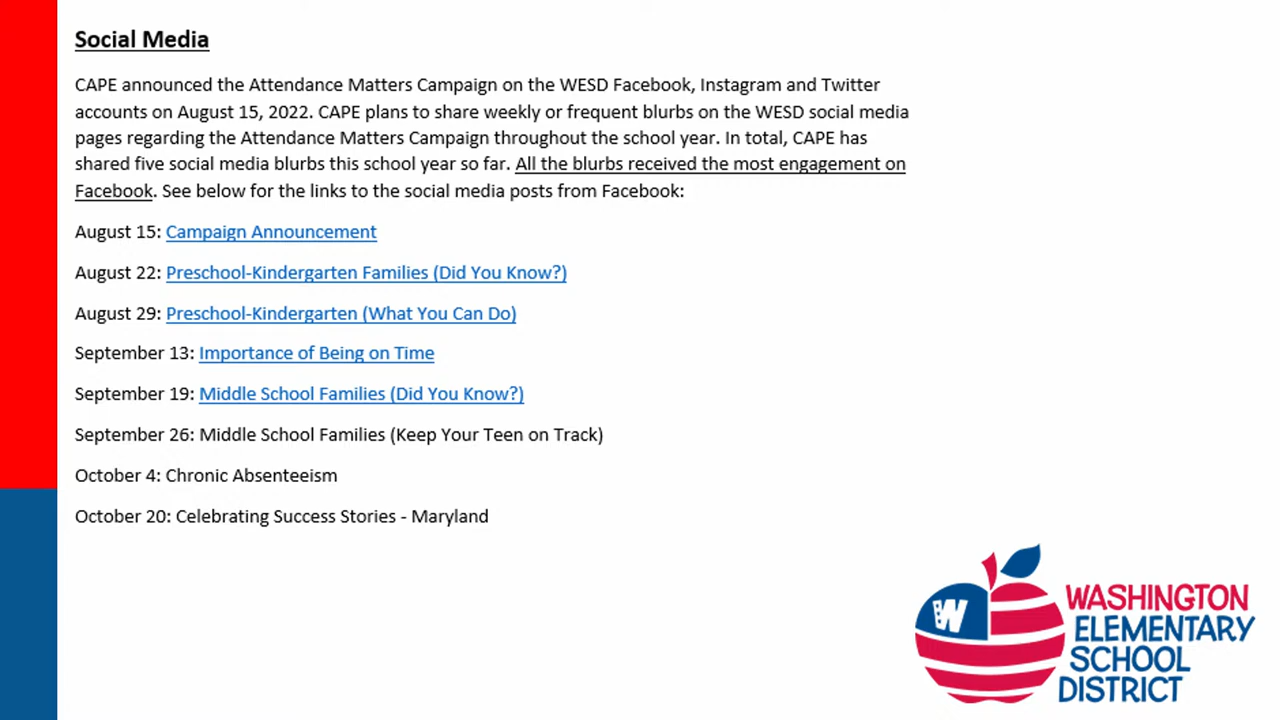 Social Media
CAPE announced the Attendance Matters Campaign on the WESD Facebook, Instagram and Twitter
accounts on August 15, 2022. CAPE plans to share weekly or frequent blurbs on the WESD social media
pages regarding the Attendance Matters Campaign throughout the school year. In total, CAPE has
shared five social media blurbs this school year so far. All the blurbs received the most engagement on
Facebook. See below for the links to the social media posts from Facebook:
August 15: Campaign Announcement
August 22: Preschool-Kindergarten Families (Did You Know?)
August 29: Preschool-Kindergarten (What You Can Do)
September 13: Importance of Being on Time
September 19: Middle School Families (Did You Know?)
September 26: Middle School Families (Keep Your Teen on Track)
October 4: Chronic Absenteeism
October 20: Celebrating Success Stories - Maryland
W
WASHINGTON
ELEMENTARY
SCHOOL
DISTRICT